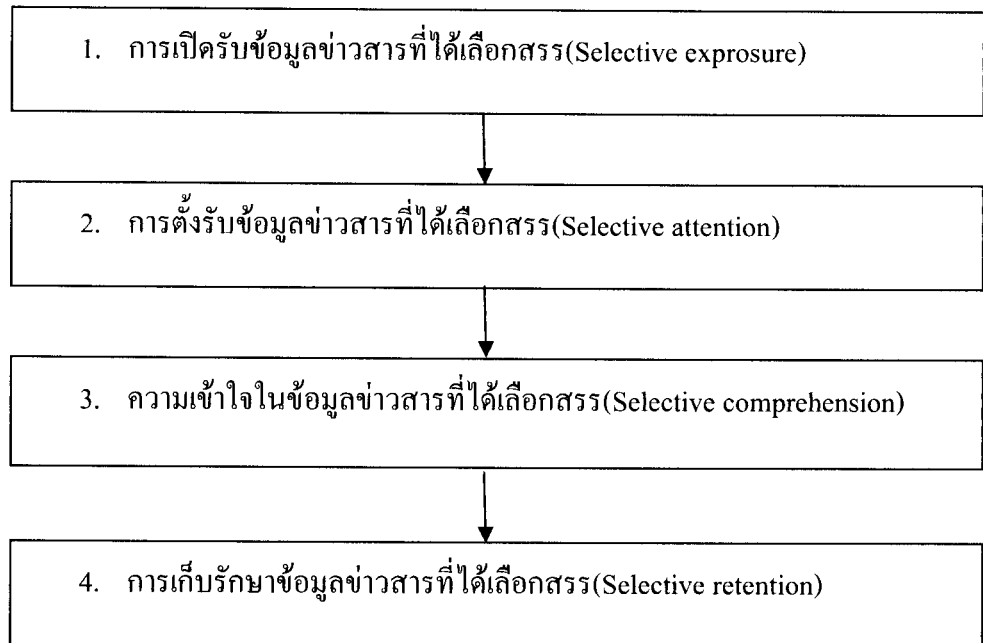 1. การเปิดรับข้อมูลข่าวสารที่ได้เลือกสรร(Selective exprosure)
2. การตั้งรับข้อมูลข่าวสารที่ได้เลือกสรร(Selective attention)
3. ความเข้าใจในข้อมูลข่าวสารที่ได้เลือกสรร(Selective comprehension)
4. การเก็บรักษาข้อมูลข่าวสารที่ได้เลือกสรร(Selective retention)